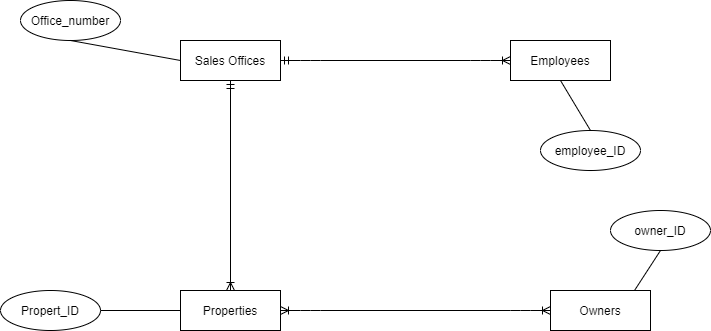 Office_number
Sales Offices
Employees
employee_ID
owner_ID
Propert_ID
Properties
Owners